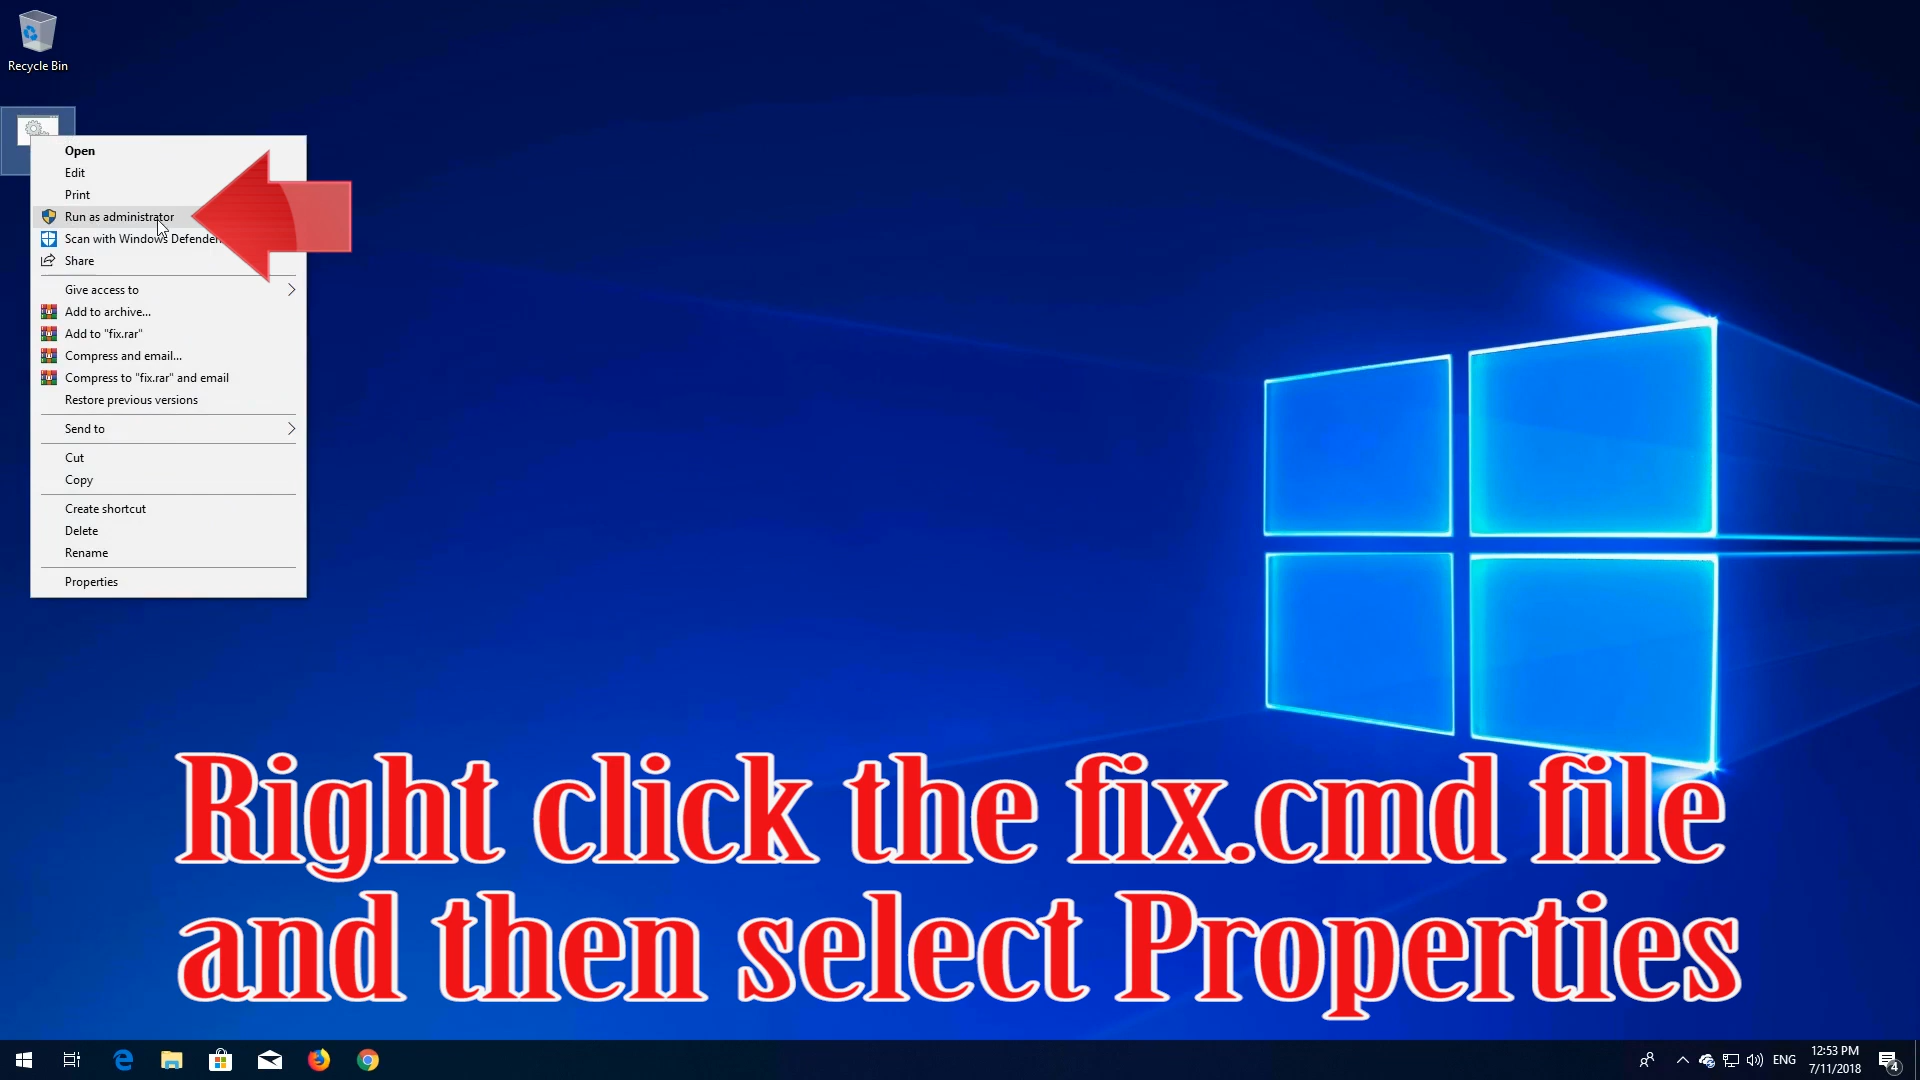 Recycle Bin
Open
Edit
Print
Run as administrator
Scan with Windows Defender
Share
Give access to
Add to archive...
Add to "fix.rar"
Compress and email...
Compress to "fix.rar" and email
Restore previous versions
Send to
Cut
Copy
Create shortcut
Delete
Rename
Properties
Right click the fix.cmd file
and then select Properties
ENG
12:53 PM
7/11/2018
4